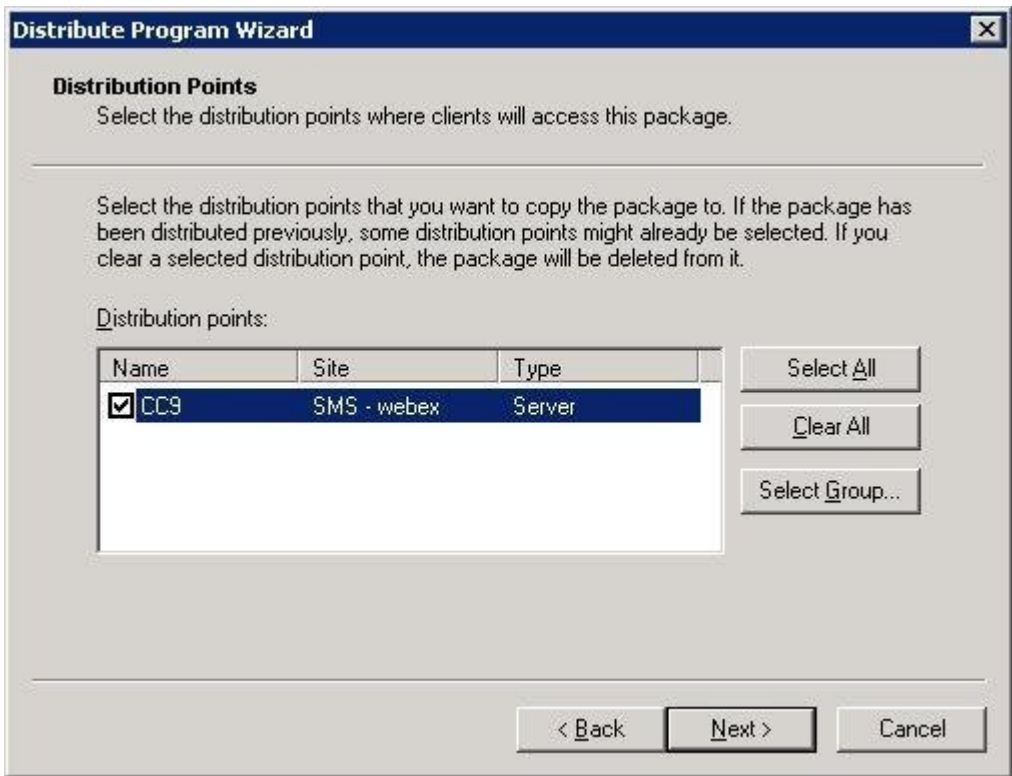 Distribute Program Wizard
Distribution Points
Select the distribution points where clients will access this package.
Select the distribution points that you want to copy the package to. If the package has
been distributed previously, some distribution points might already be selected. If you
clear a selected distribution point, the package will be deleted from it.
Distribution points:
Name Site Type
CC9 SMS - webex Server
Select All
Clear All
Select Group...
< Back Next > Cancel